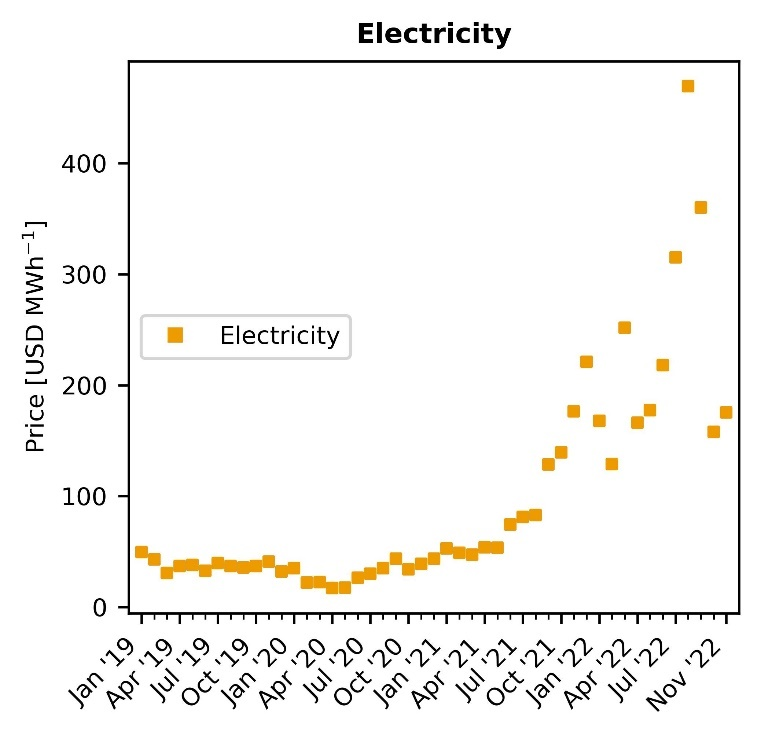 Electricity
Price [USD MWh⁻¹]
400
300
200
100
0
Electricity
Jan '19
Apr '19
Jul '19
Oct '19
Jan '20
Apr '20
Jul '20
Oct '20
Jan '21
Apr '21
Jul '21
Oct '21
Jan '22
Apr '22
Jul '22
Nov '22